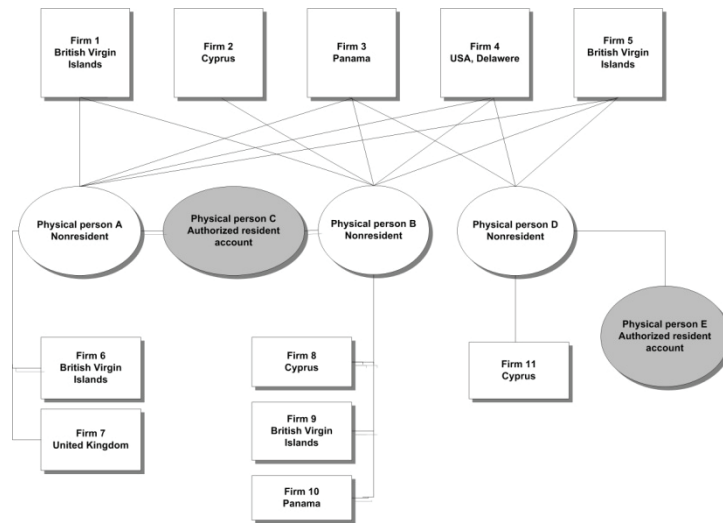 Firm 1
British Virgin
Islands
Firm 2
Cyprus
Firm 3
Panama
Firm 4
USA, Delawere
Firm 5
British Virgin
Islands
Physical person A
Nonresident
Physical person C
Authorized resident
account
Physical person B
Nonresident
Physical person D
Nonresident
Physical person E
Authorized resident
account
Firm 6
British Virgin
Islands
Firm 7
United Kingdom
Firm 8
Cyprus
Firm 9
British Virgin
Islands
Firm 10
Panama
Firm 11
Cyprus